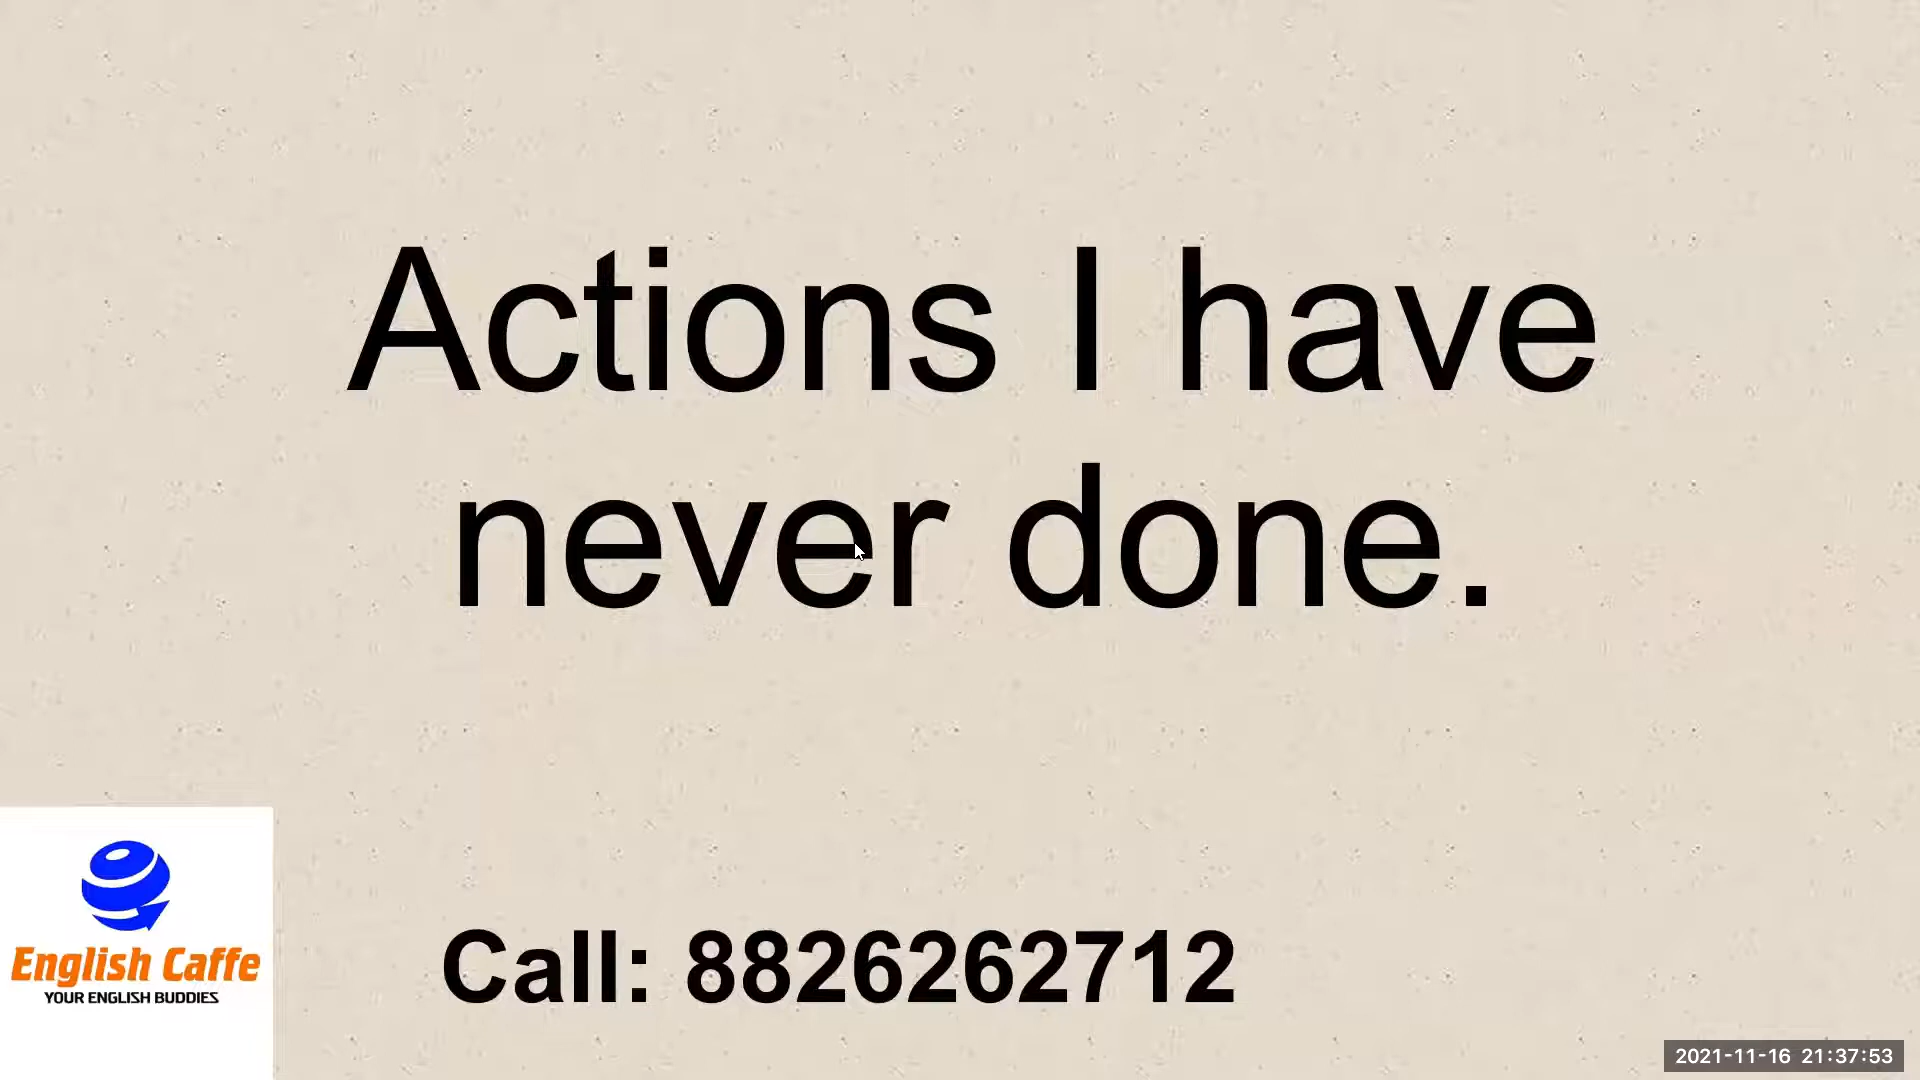 Actions I have
never done.
English Caffe
YOUR ENGLISH BUDDIES
Call: 8826262712
2021-11-16 21:37:53